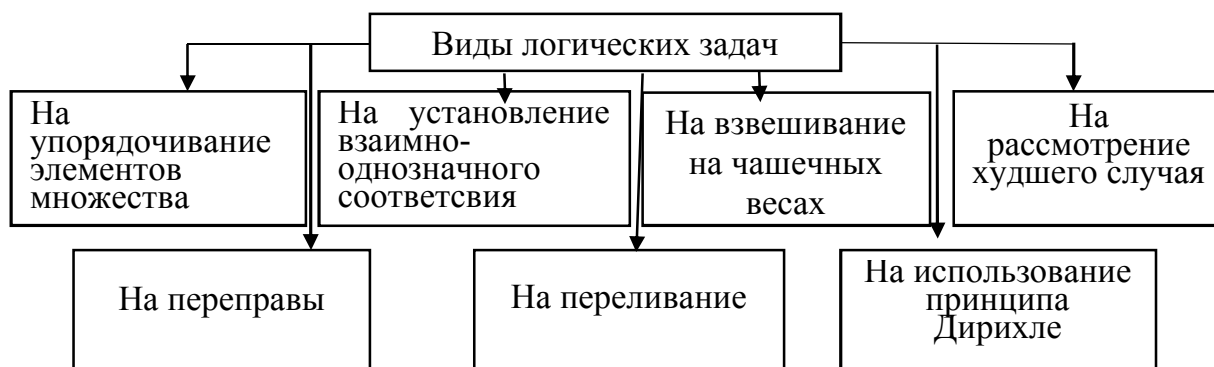 Виды логических задач
На
упорядочивание
элементов
множества
На установление
взаимно-
однозначного
соответсвия
На взвешивание
на чашечных
весах
На
рассмотрение
худшего случая
На переправы
На переливание
На использование
принципа
Дирихле